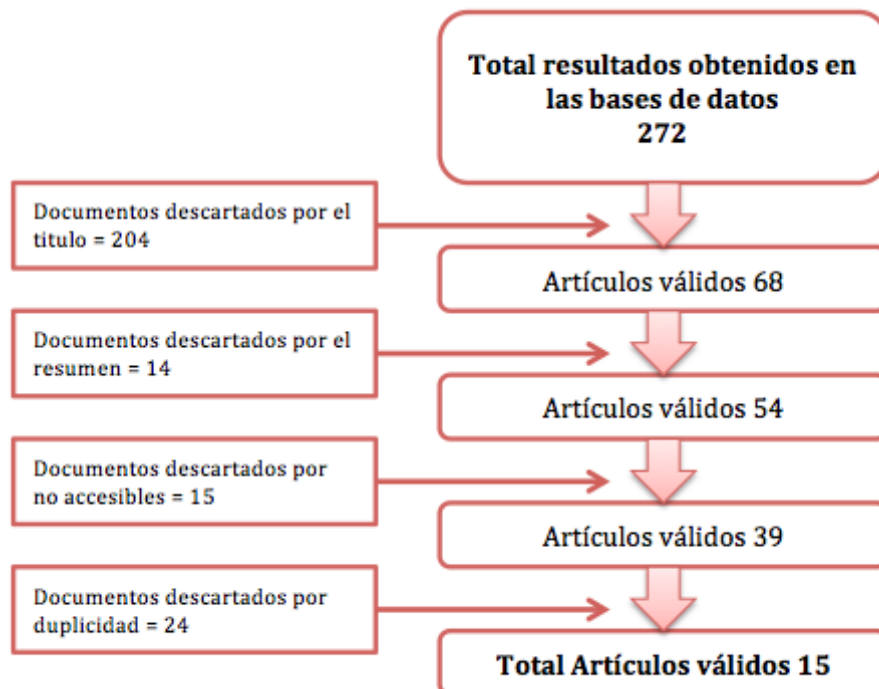 Total resultados obtenidos en
las bases de datos
272
Documentos descartados por el
titulo = 204
Artículos válidos 68
Documentos descartados por el
resumen = 14
Artículos válidos 54
Documentos descartados por
no accesibles = 15
Artículos válidos 39
Documentos descartados por
duplicidad = 24
Total Artículos válidos 15